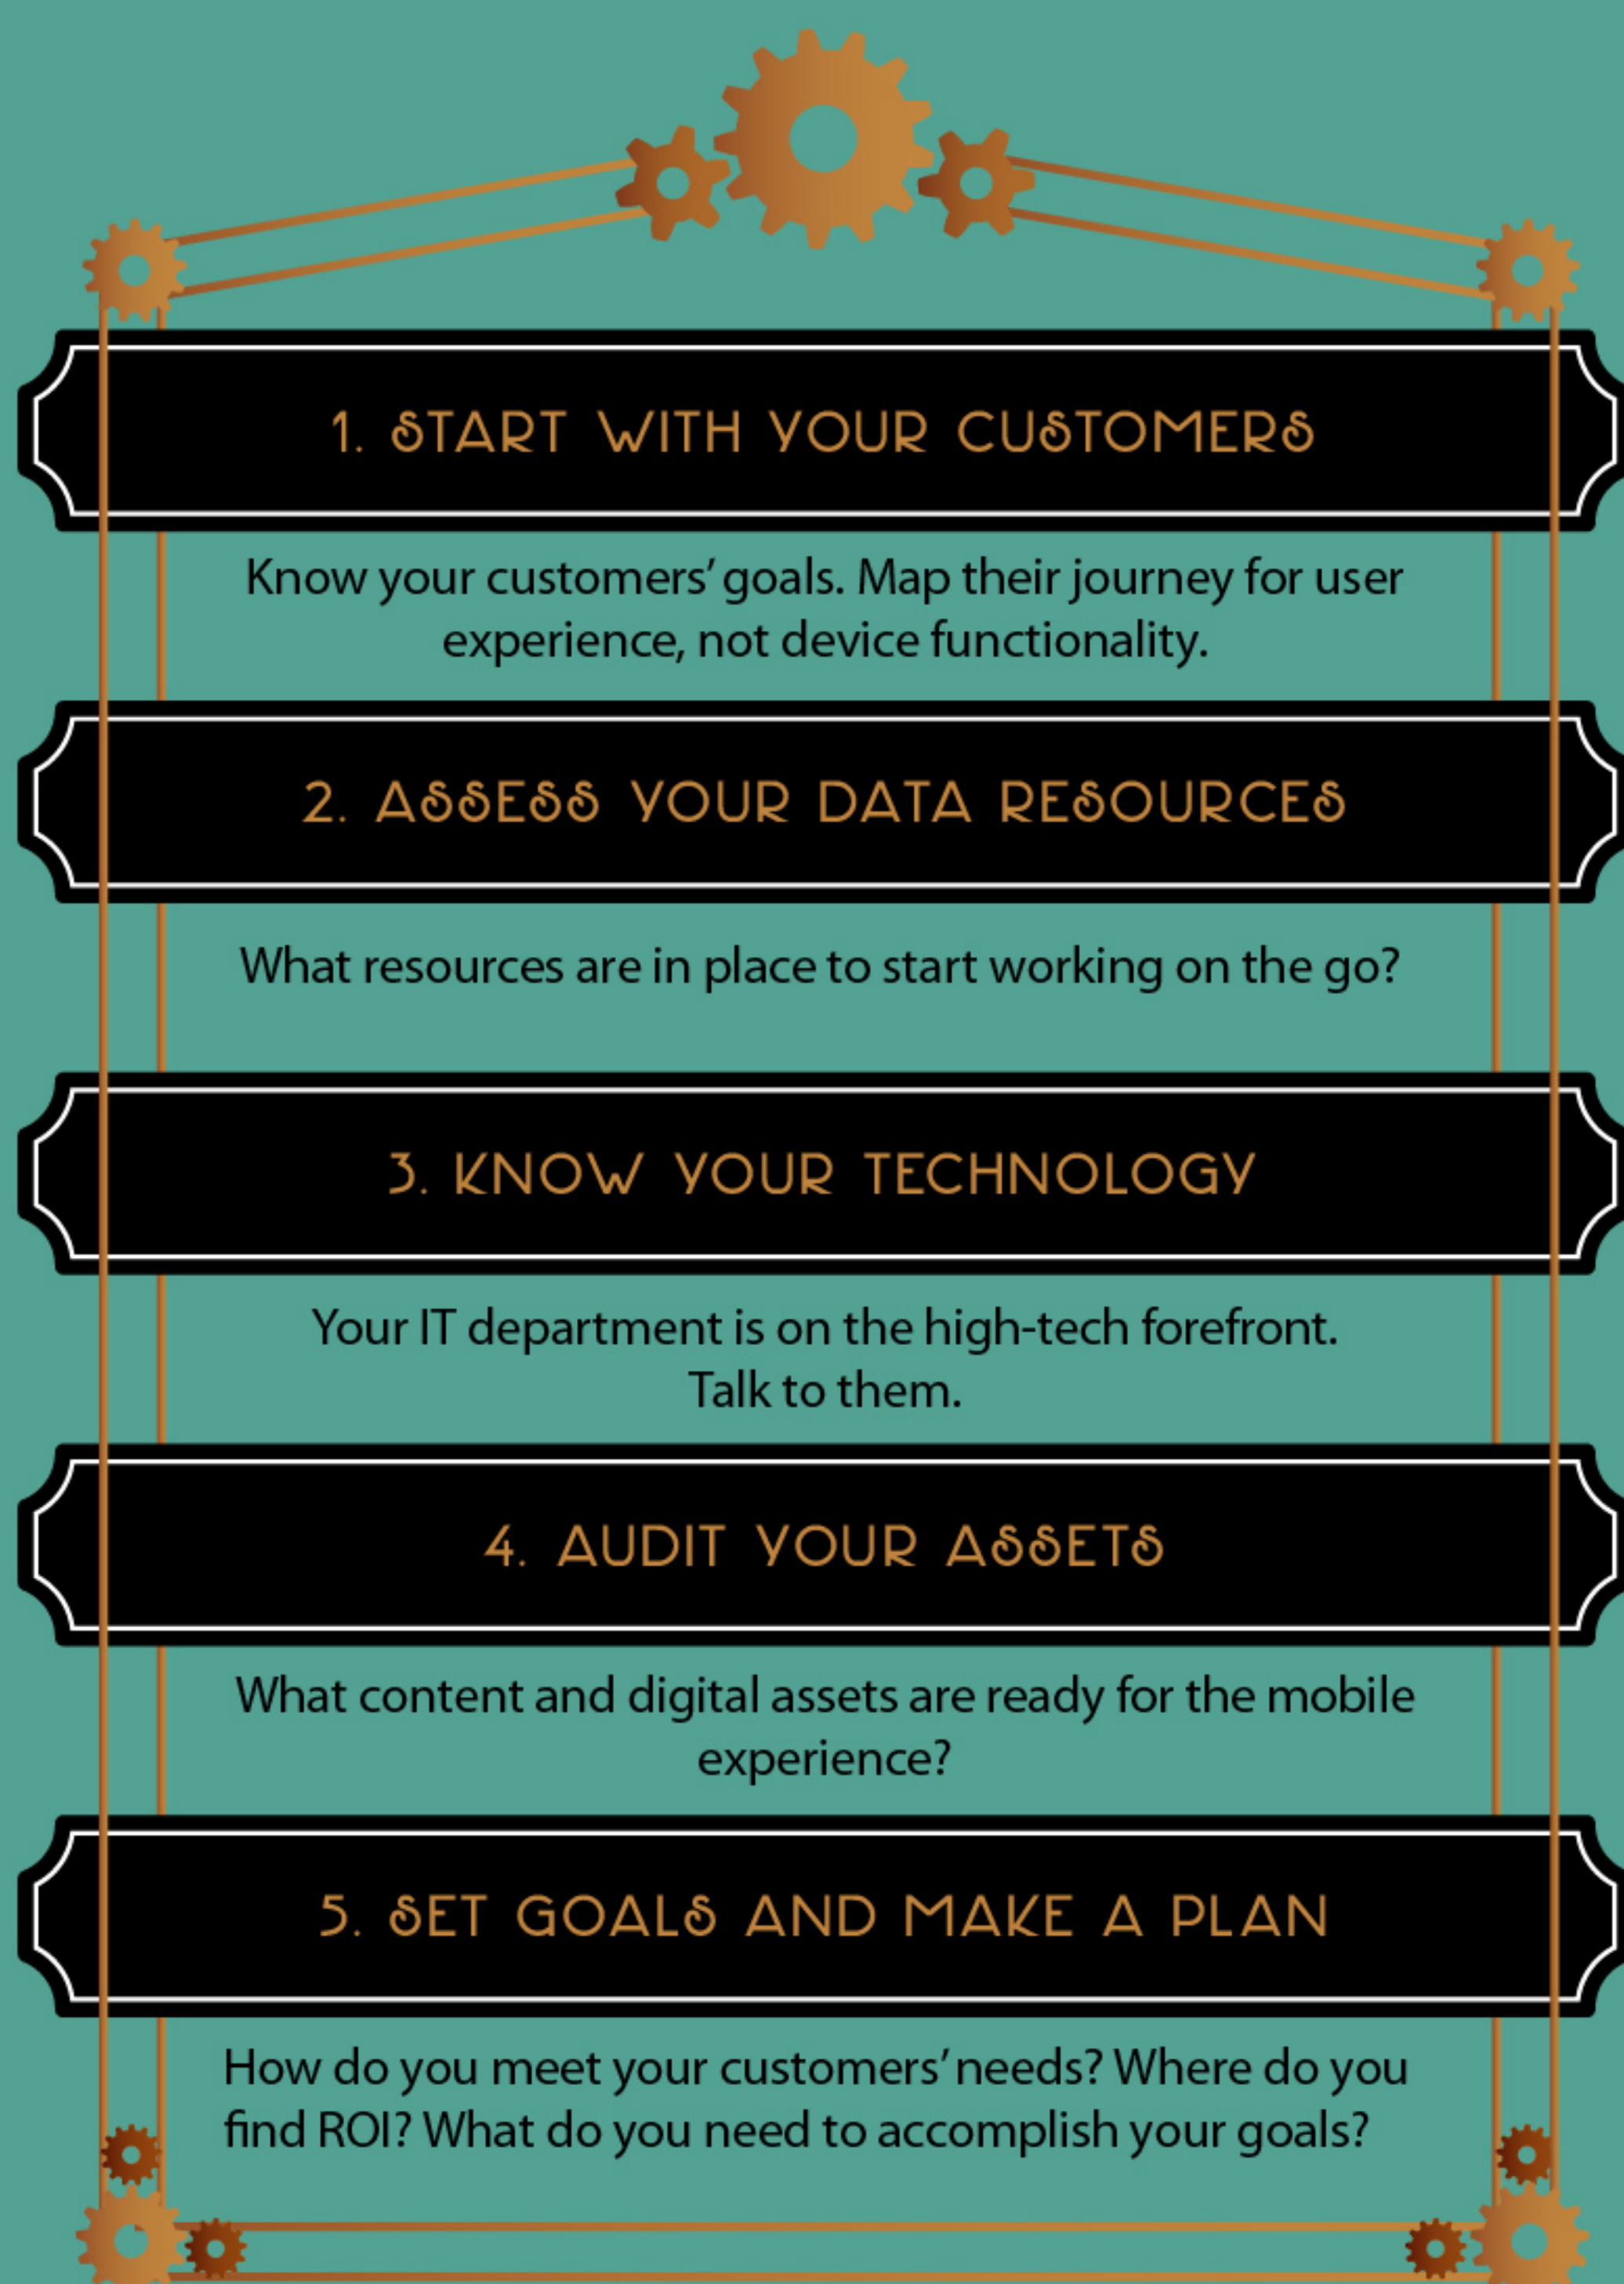 1. START WITH YOUR CUSTOMERS
Know your customers’ goals. Map their journey for user
experience, not device functionality.
2. ASSESS YOUR DATA RESOURCES
What resources are in place to start working on the go?
3. KNOW YOUR TECHNOLOGY
Your IT department is on the high-tech forefront.
Talk to them.
4. AUDIT YOUR ASSETS
What content and digital assets are ready for the mobile
experience?
5. SET GOALS AND MAKE A PLAN
How do you meet your customers’ needs? Where do you
find ROI? What do you need to accomplish your goals?